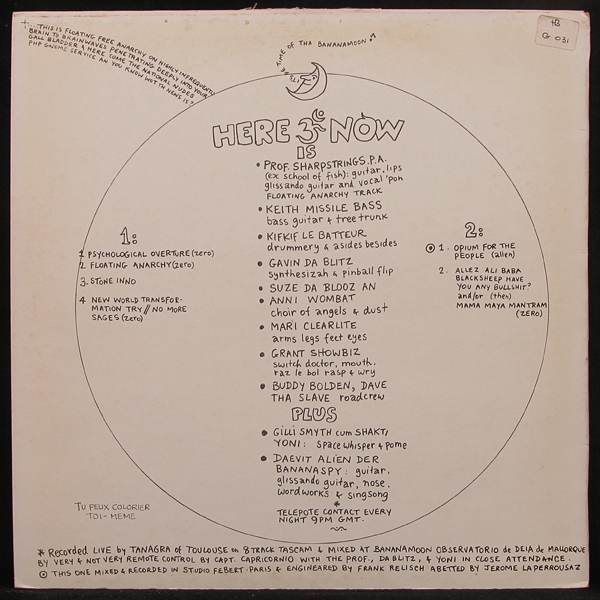 +... THIS IS FLOATING FREE ANARCHY ON HIGHLY INFREQUENTLY
BRAIN TO BRAINWAVES PENETRATING DEEPLY INTO YOUR
GALL BLADDER & HERE COME THE NATIONAL NUDES
PHP GNOME SERVICE AN YOU KNOW WOT TH NEWS IS?
TIME OF THA BANANAMOON
tB
G 031
HERE & NOW
IS
• PROF. SHARPSTRINGS. P.A.
(ex school of fish): guitar, lips
glissando guitar and vocal 'pon
FLOATING ANARCHY TRACK
• KEITH MISSILE BASS
bass guitar & tree trunk
• KIFKIF LE BATTEUR
drummery & asides besides
• GAVIN DA BLITZ
synthesizah & pinball flip
• SUZE DA BLOOZ AN
• ANNI WOMBAT
choir of angels & dust
• MARI CLEARLITE
arms legs feet eyes
• GRANT SHOWBIZ
switch doctor, mouth.
raz le bol rasp & wry
• BUDDY BOLDEN, DAVE
THA SLAVE roadcrew
PLUS
• GILLI SMYTH cum SHAKTI
YONI: Space whisper & pome
• DAEVIT ALIEN DER
BANANASPY: guitar,
glissando guitar, nose,
wordworks & singsong
*
TELEPOTE CONTACT EVERY
NIGHT 9PM GMT.
1:
1 PSYCHOLOGICAL OVERTURE (zero)
2. FLOATING ANARCHY (zero)
3. STONE INNO
4 NEW WORLD TRANSFOR-
MATION TRY // NO MORE
SAGES (zero)
2:
1. OPIUM FOR THE
PEOPLE (allen)
2. ALLEZ ALI BABA
BLACKSHEEP HAVE
YOU ANY BULLSHIT?
and/or (then)
MAMA MAYA MANTRAM
(ZERO)
TU PEUX COLORIER
TOI-MEME
* Recorded LIVE by TANAGRA of TOULOUSE on 8 TRACK TASCAM & MIXED AT BANANAMOON OBSERVATORIO de DEIA de MALLORQUE
BY VERY & NOT VERY REMOTE CONTROL BY CAPT. CAPRICORNIO WITH THE PROF., DA BLITZ, & YONI IN CLOSE ATTENDANCE
⊙ THIS ONE MIXED & RECORDED IN STUDIO FEBERT-PARIS & ENGINEARED BY FRANK RELISCH ABETTED BY JEROME LAPERROUSAZ